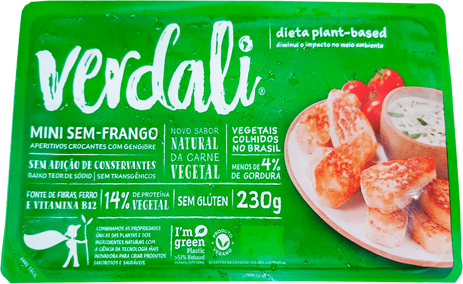 verdali®
dieta plant-based
diminui o impacto no meio ambiente
MINI SEM-FRANGO
APERITIVOS CROCANTES COM GENGIBRE
SEM ADIÇÃO DE CONSERVANTES
BAIXO TEOR DE SÓDIO | SEM TRANSGÊNICOS
NOVO SABOR
NATURAL
DA CARNE
VEGETAL
VEGETAIS
COLHIDOS
NO BRASIL
MENOS DE 4%
DE GORDURA
FONTE DE FIBRAS, FERRO
E VITAMINA B12
14% DE PROTEÍNA
VEGETAL
SEM GLÚTEN
230g
COMBINAMOS AS PROPRIEDADES
ÚNICAS DAS PLANTAS E DOS
INGREDIENTES NATURAIS COM
A CIÊNCIA DA TECNOLOGIA MAIS
INOVADORA PARA CRIAR PRODUTOS
SABOROSOS E SAUDÁVEIS
I'm
green
Plastic
>51% Biobased
PRODUTO
VEGANO